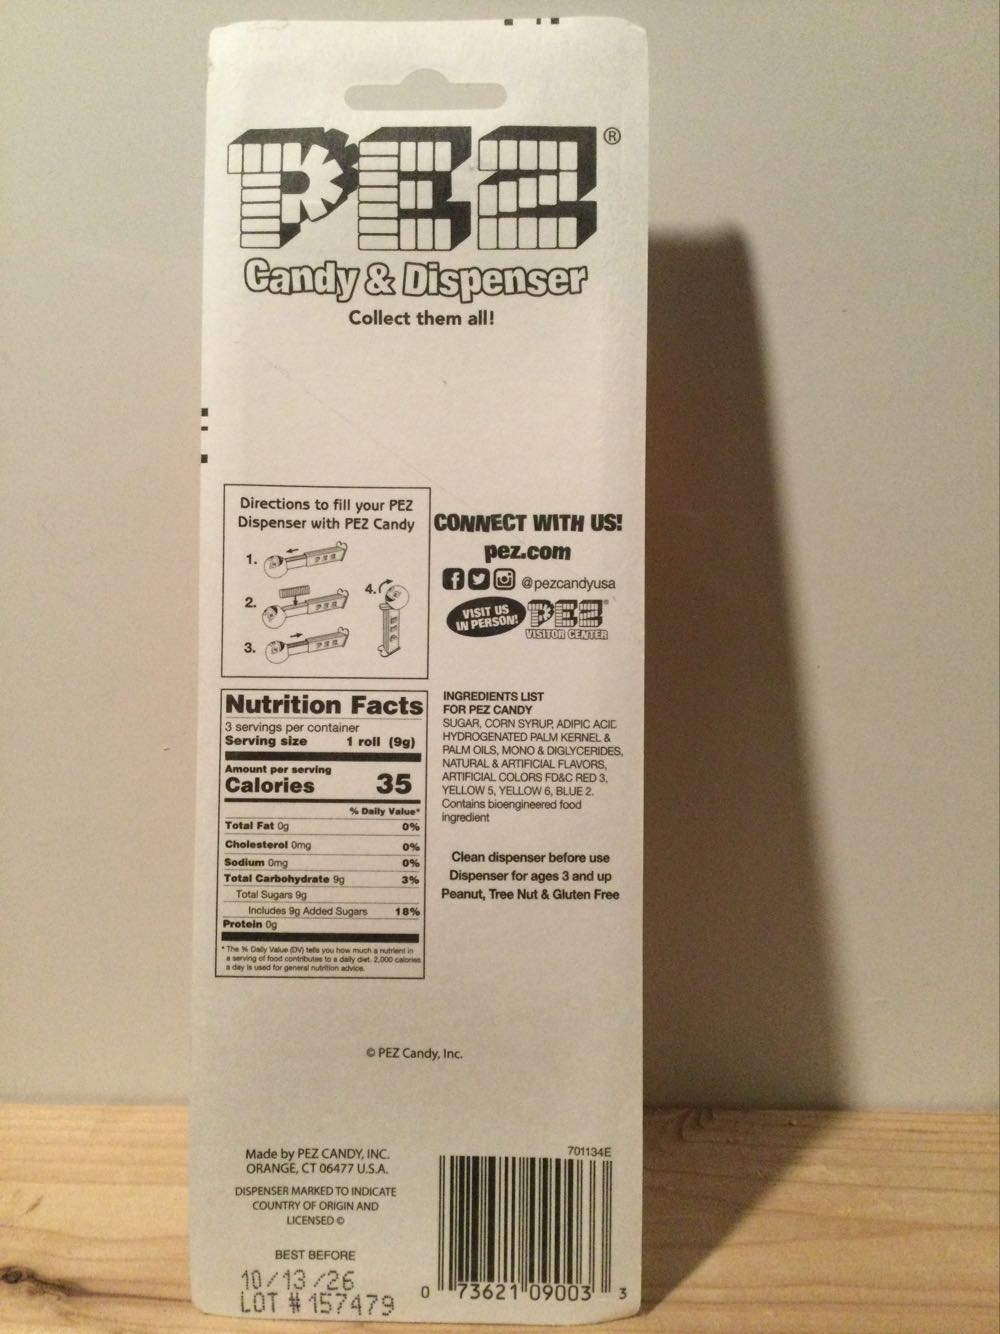 PEZ®
Candy & Dispenser
Collect them all!
Directions to fill your PEZ
Dispenser with PEZ Candy
1.
PEZ
2.
PEZ
3.
PEZ
4.
PEZ
CONNECT WITH US!
pez.com
@pezcandyusa
VISIT US
IN PERSON!
PEZ®
VISITOR CENTER
Nutrition Facts
3 servings per container
Serving size 1 roll (9g)
Amount per serving
Calories 35
% Daily Value*
Total Fat 0g 0%
Cholesterol 0mg 0%
Sodium 0mg 0%
Total Carbohydrate 9g 3%
Total Sugars 9g
Includes 9g Added Sugars 18%
Protein 0g
* The % Daily Value (DV) tells you how much a nutrient in
a serving of food contributes to a daily diet. 2,000 calories
a day is used for general nutrition advice.
INGREDIENTS LIST
FOR PEZ CANDY
SUGAR, CORN SYRUP, ADIPIC ACID
HYDROGENATED PALM KERNEL &
PALM OILS, MONO & DIGLYCERIDES,
NATURAL & ARTIFICIAL FLAVORS,
ARTIFICIAL COLORS FD&C RED 3,
YELLOW 5, YELLOW 6, BLUE 2.
Contains bioengineered food
ingredient
Clean dispenser before use
Dispenser for ages 3 and up
Peanut, Tree Nut & Gluten Free
© PEZ Candy, Inc.
Made by PEZ CANDY, INC.
ORANGE, CT 06477 U.S.A.
DISPENSER MARKED TO INDICATE
COUNTRY OF ORIGIN AND
LICENSED ©
BEST BEFORE
10/13/26
LOT # 157479
701134E
0 73621 09003 3